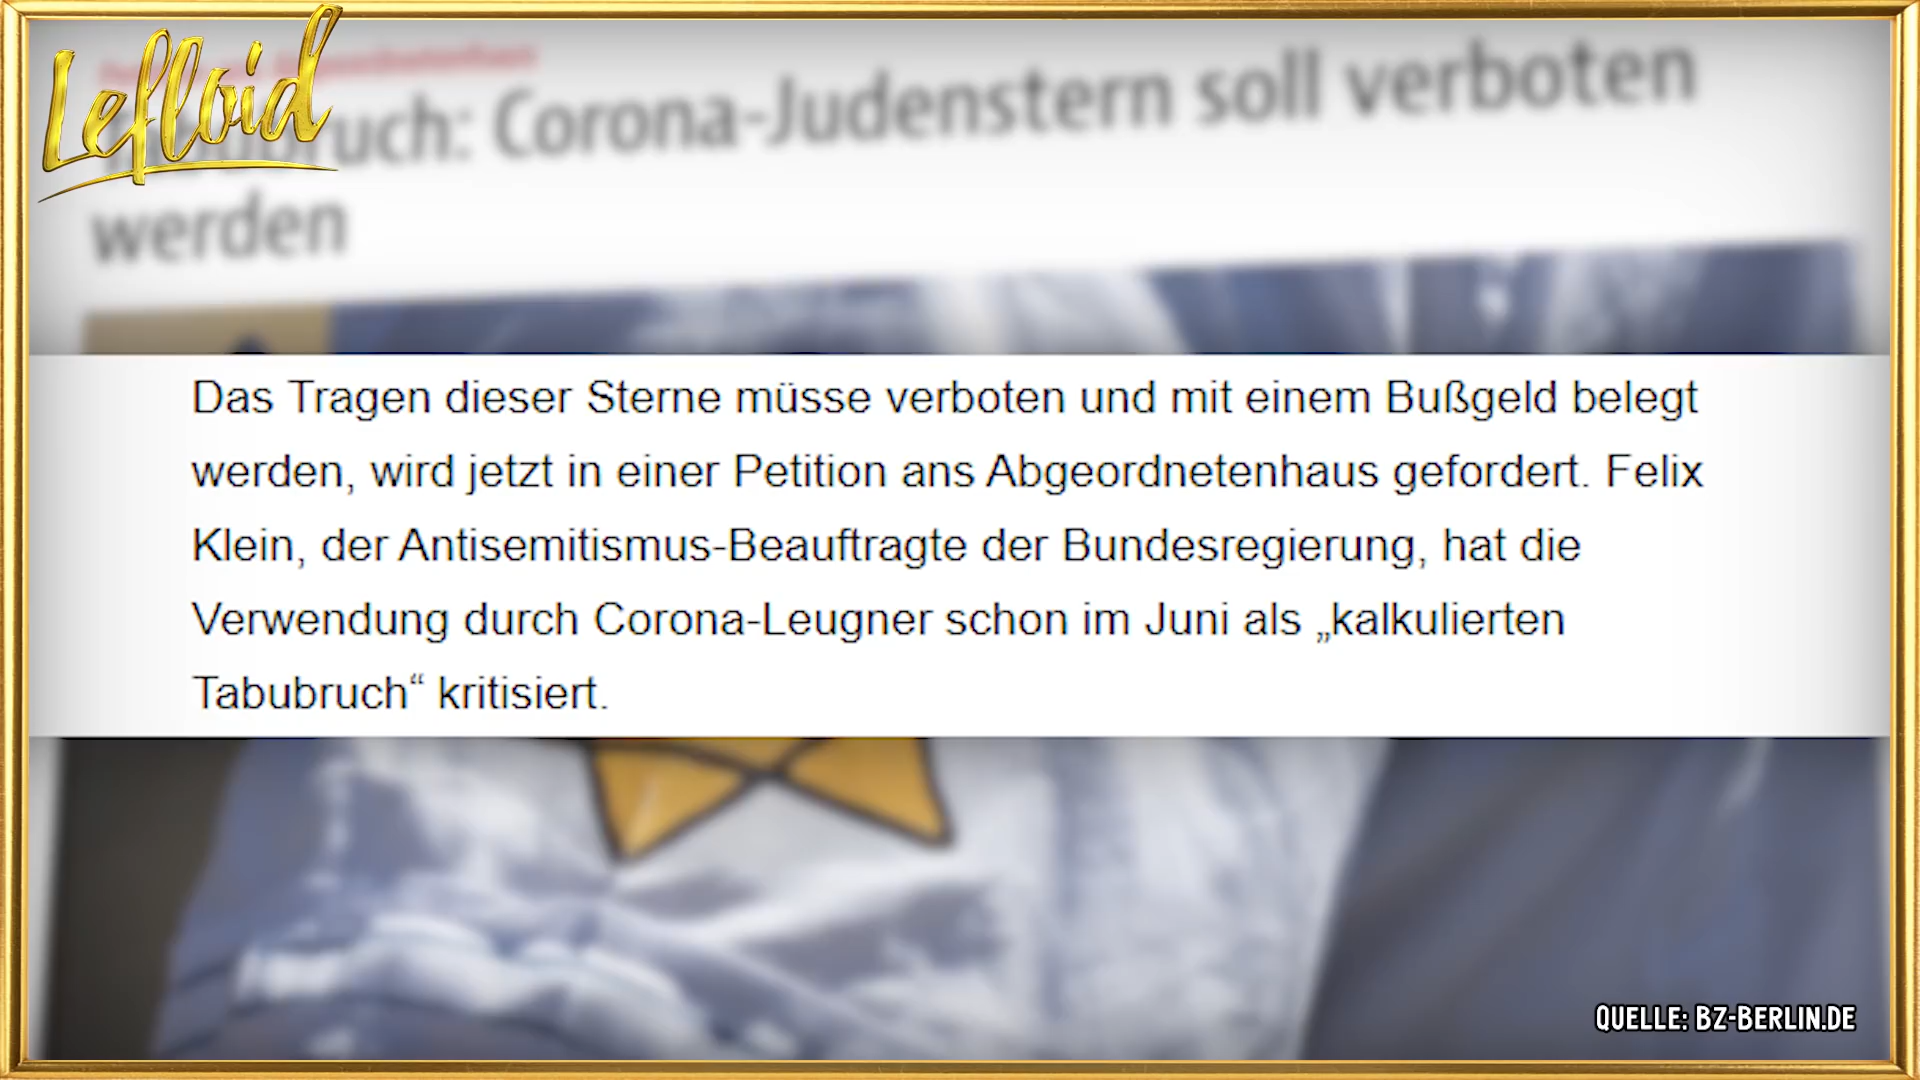 Lefloid
uch: Corona-Judenstern soll verboten
werden
Das Tragen dieser Sterne müsse verboten und mit einem Bußgeld belegt
werden, wird jetzt in einer Petition ans Abgeordnetenhaus gefordert. Felix
Klein, der Antisemitismus-Beauftragte der Bundesregierung, hat die
Verwendung durch Corona-Leugner schon im Juni als „kalkulierten
Tabubruch“ kritisiert.
QUELLE: BZ-BERLIN.DE